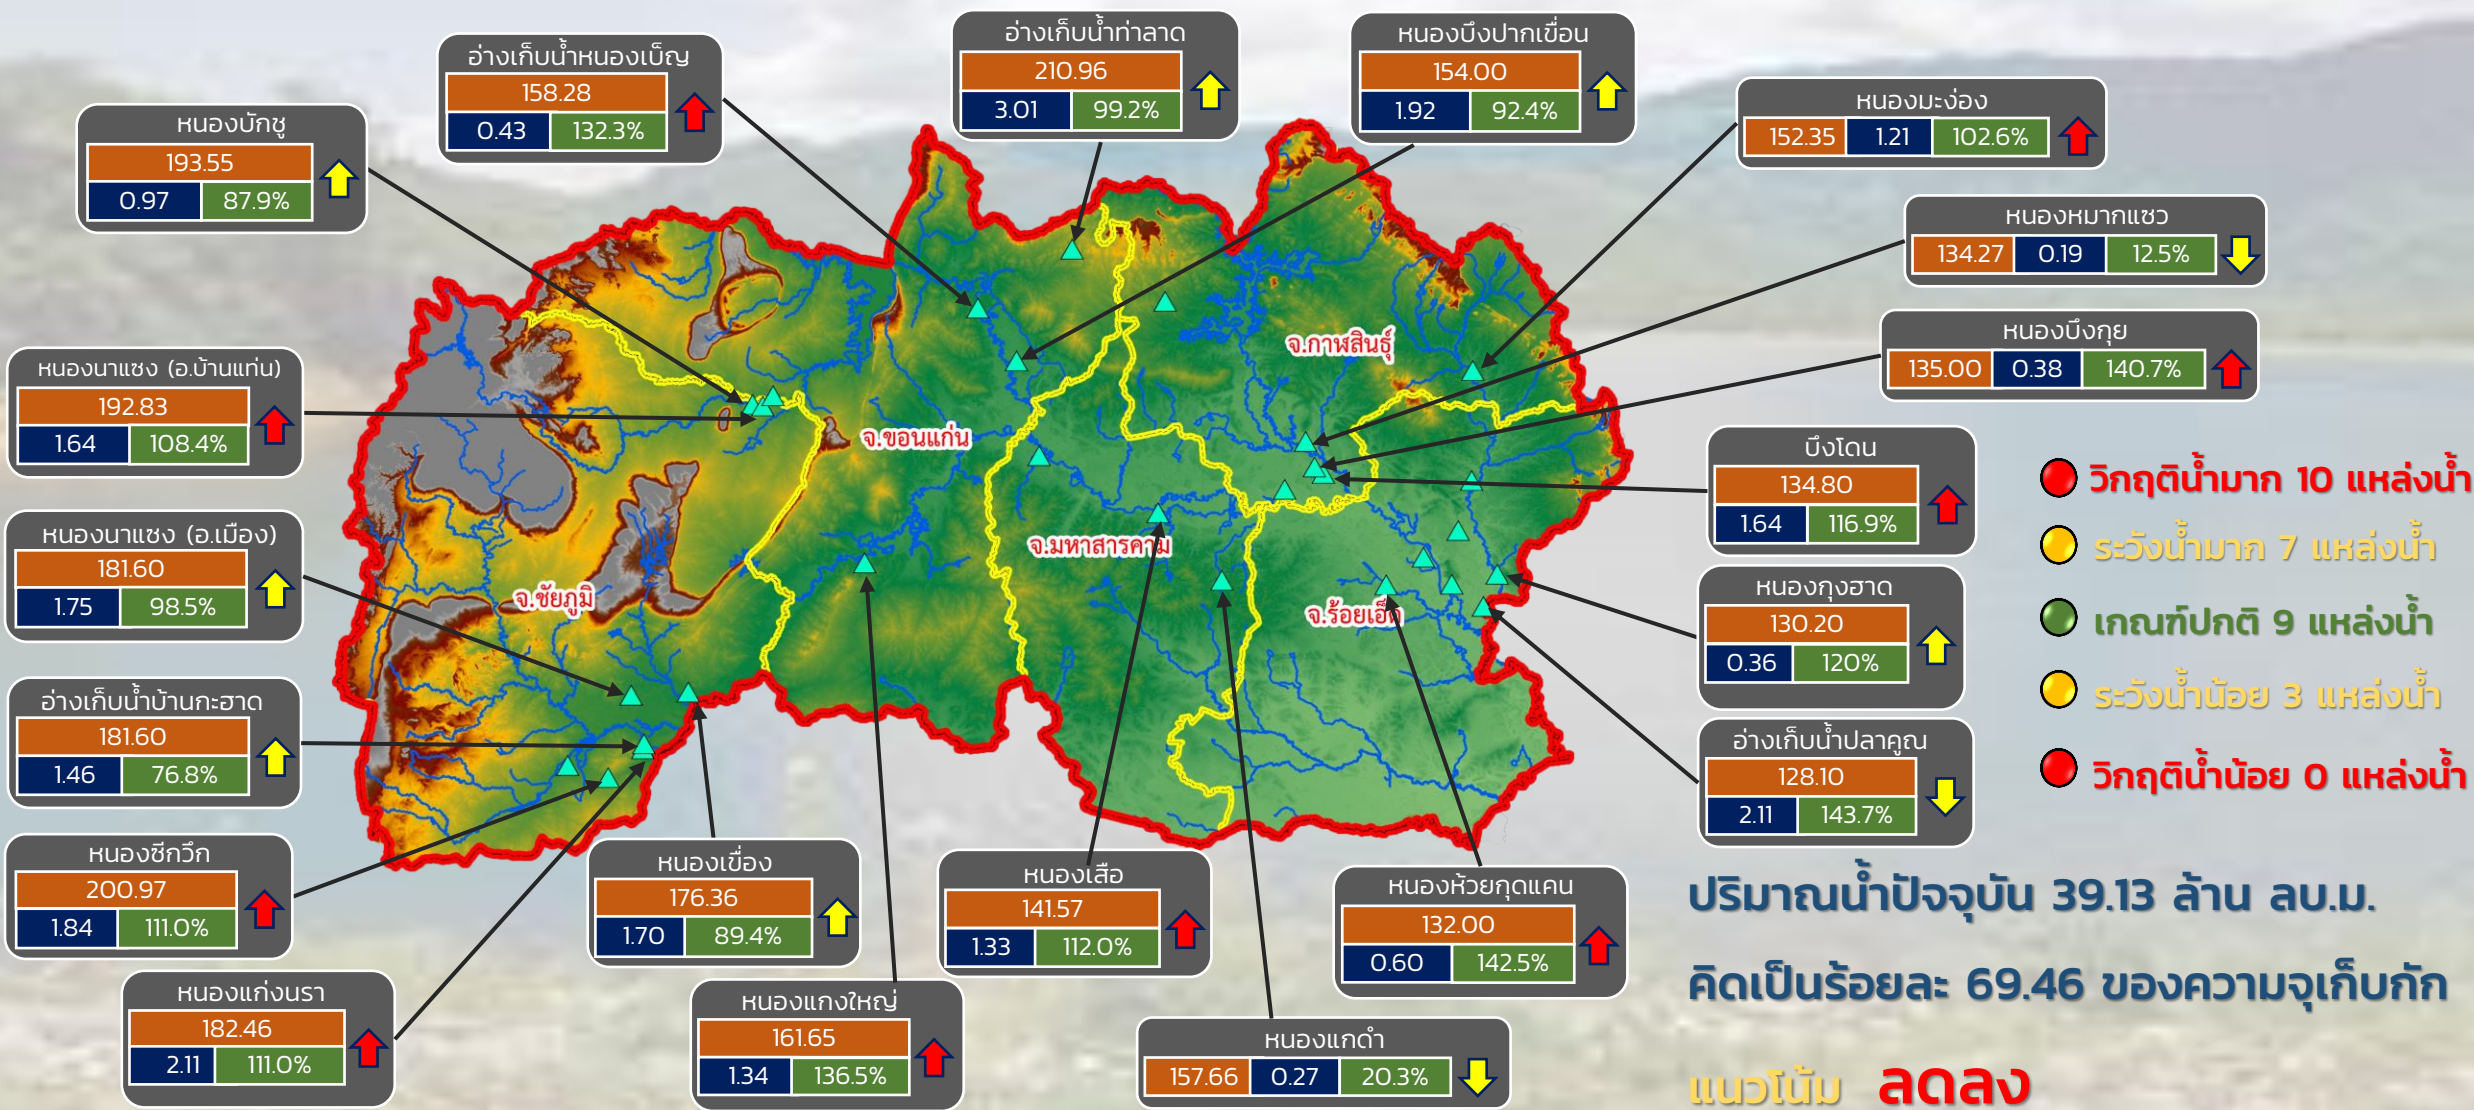 อ่างเก็บน้ำท่าลาด
210.96
3.01 99.2%
หนองบึงปากเขื่อน
154.00
1.92 92.4%
อ่างเก็บน้ำหนองเบ็ญ
158.28
0.43 132.3%
หนองมะง่อง
152.35 1.21 102.6%
หนองบักชู
193.55
0.97 87.9%
หนองหมากแซว
134.27 0.19 12.5%
หนองบึงกุย
135.00 0.38 140.7%
หนองนาแซง (อ.บ้านแท่น)
192.83
1.64 108.4%
จ.กาฬสินธุ์
จ.ขอนแก่น
บึงโดน
134.80
1.64 116.9%
วิกฤติน้ำมาก 10 แหล่งน้ำ
ระวังน้ำมาก 7 แหล่งน้ำ
เกณฑ์ปกติ 9 แหล่งน้ำ
ระวังน้ำน้อย 3 แหล่งน้ำ
วิกฤติน้ำน้อย 0 แหล่งน้ำ
หนองนาแซง (อ.เมือง)
181.60
1.75 98.5%
จ.มหาสารคาม
จ.ชัยภูมิ
จ.ร้อยเอ็ด
หนองกุงฮาด
130.20
0.36 120%
อ่างเก็บน้ำบ้านกะฮาด
181.60
1.46 76.8%
อ่างเก็บน้ำปลาคูณ
128.10
2.11 143.7%
หนองซีกวึก
200.97
1.84 111.0%
หนองเขื่อง
176.36
1.70 89.4%
หนองเสือ
141.57
1.33 112.0%
หนองห้วยกุดแคน
132.00
0.60 142.5%
หนองแก่งนรา
182.46
2.11 111.0%
หนองแกงใหญ่
161.65
1.34 136.5%
หนองแกดำ
157.66 0.27 20.3%
ปริมาณน้ำปัจจุบัน 39.13 ล้าน ลบ.ม.
คิดเป็นร้อยละ 69.46 ของความจุเก็บกัก
แนวโน้ม ลดลง